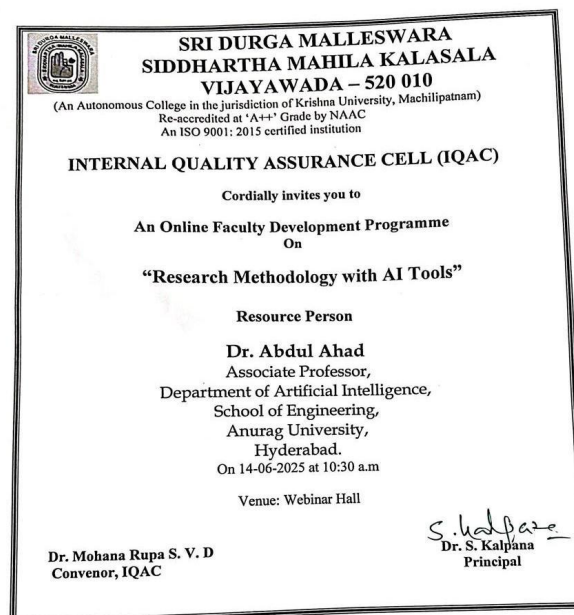 SRI DURGA MALLESWARA
SIDDHARTHA MAHILA KALASALA
VIJAYAWADA – 520 010
(An Autonomous College in the jurisdiction of Krishna University, Machilipatnam)
Re-accredited at ‘A++’ Grade by NAAC
An ISO 9001: 2015 certified institution
INTERNAL QUALITY ASSURANCE CELL (IQAC)
Cordially invites you to
An Online Faculty Development Programme
On
“Research Methodology with AI Tools”
Resource Person
Dr. Abdul Ahad
Associate Professor,
Department of Artificial Intelligence,
School of Engineering,
Anurag University,
Hyderabad.
On 14-06-2025 at 10:30 a.m
Venue: Webinar Hall
Dr. Mohana Rupa S. V. D
Convenor, IQAC
S. Kalpana
Dr. S. Kalpana
Principal